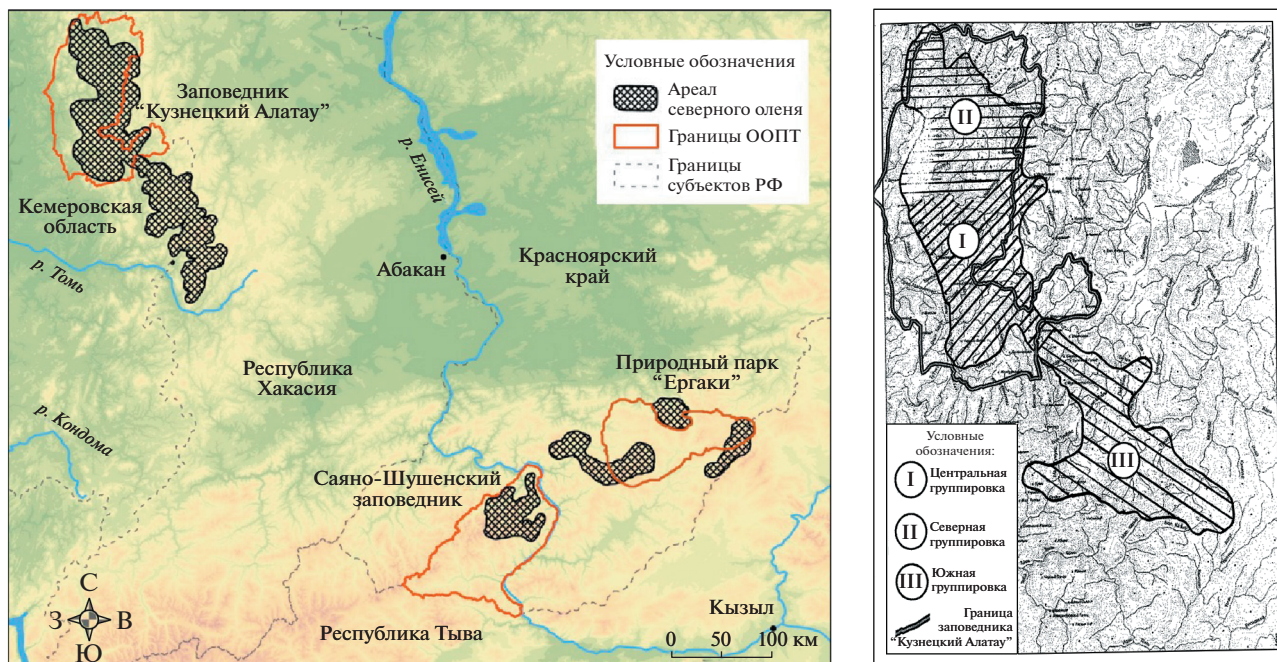 Заповедник
“Кузнецкий Алатау”
Кемеровская
область
р. Томь
р. Кондома
р. Енисей
Абакан
Красноярский
край
Республика
Хакасия
Природный парк
“Ергаки”
Саяно-Шушенский
заповедник
Республика Тыва
Кызыл
Условные обозначения
Ареал
северного оленя
Границы ООПТ
Границы
субъектов РФ
С
З В
Ю
0 50 100 км
II
I
III
Условные
обозначения:
I Центральная
группировка
II Северная
группировка
III Южная
группировка
Граница
заповедника
“Кузнецкий Алатау”